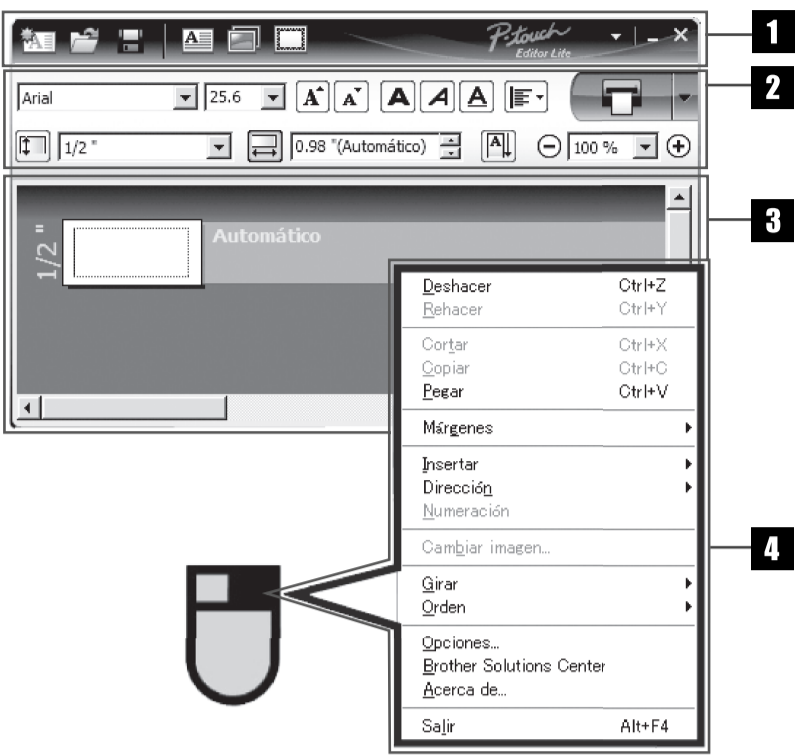 P-touch
Editor Lite
1
Arial 25.6 A A A A A
2
1/2 " 0.98 "(Automático) A 100 %
3
1/2 "
Automático
Deshacer Ctrl+Z
Rehacer Ctrl+Y
Cortar Ctrl+X
Copiar Ctrl+C
Pegar Ctrl+V
Márgenes
Insertar
Dirección
Numeración
Cambiar imagen...
4
Girar
Orden
Opciones...
Brother Solutions Center
Acerca de...
Salir Alt+F4